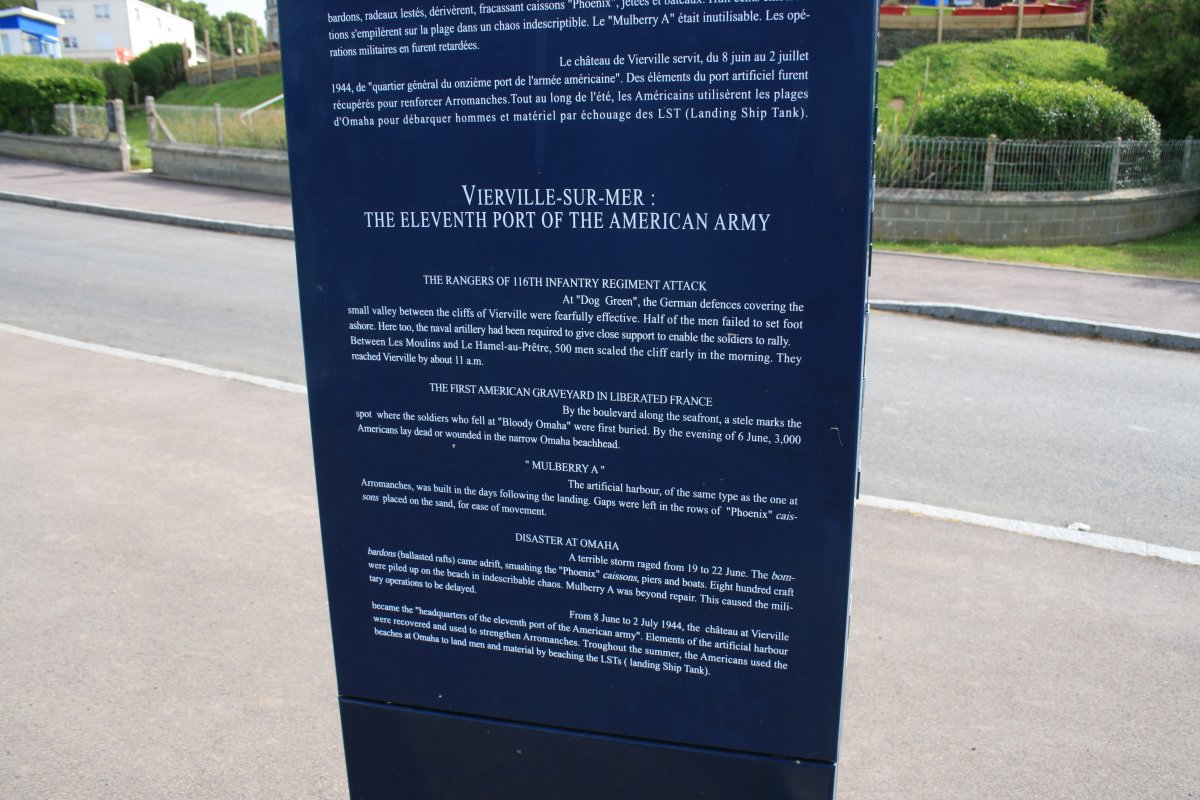 bardons, radeaux lestés, dérivèrent, fracassant caissons "Phoenix", jetées et bateaux. Huit cents
tions s'empilèrent sur la plage dans un chaos indescriptible. Le "Mulberry A" était inutilisable. Les opé-
rations militaires en furent retardées.
Le château de Vierville servit, du 8 juin au 2 juillet
1944, de "quartier général du onzième port de l'armée américaine". Des éléments du port artificiel furent
récupérés pour renforcer Arromanches.Tout au long de l'été, les Américains utilisèrent les plages
d'Omaha pour débarquer hommes et matériel par échouage des LST (Landing Ship Tank).
VIERVILLE-SUR-MER :
THE ELEVENTH PORT OF THE AMERICAN ARMY
THE RANGERS OF 116TH INFANTRY REGIMENT ATTACK
At "Dog Green", the German defences covering the
small valley between the cliffs of Vierville were fearfully effective. Half of the men failed to set foot
ashore. Here too, the naval artillery had been required to give close support to enable the soldiers to rally.
Between Les Moulins and Le Hamel-au-Prêtre, 500 men scaled the cliff early in the morning. They
reached Vierville by about 11 a.m.
THE FIRST AMERICAN GRAVEYARD IN LIBERATED FRANCE
By the boulevard along the seafront, a stele marks the
spot where the soldiers who fell at "Bloody Omaha" were first buried. By the evening of 6 June, 3,000
Americans lay dead or wounded in the narrow Omaha beachhead.
" MULBERRY A "
The artificial harbour, of the same type as the one at
Arromanches, was built in the days following the landing. Gaps were left in the rows of "Phoenix" cais-
sons placed on the sand, for ease of movement.
DISASTER AT OMAHA
A terrible storm raged from 19 to 22 June. The bom-
bardons (ballasted rafts) came adrift, smashing the "Phoenix" caissons, piers and boats. Eight hundred craft
were piled up on the beach in indescribable chaos. Mulberry A was beyond repair. This caused the mili-
tary operations to be delayed.
From 8 June to 2 July 1944, the château at Vierville
became the "headquarters of the eleventh port of the American army". Elements of the artificial harbour
were recovered and used to strengthen Arromanches. Troughout the summer, the Americans used the
beaches at Omaha to land men and material by beaching the LSTs ( landing Ship Tank).